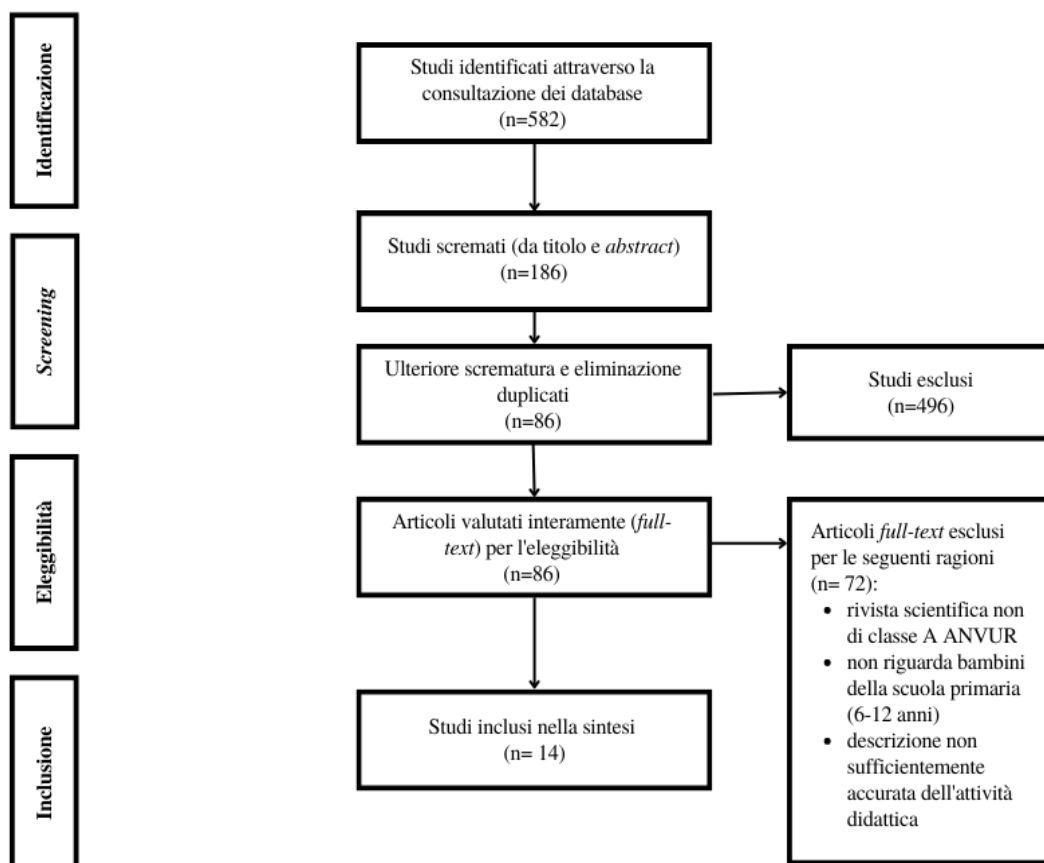 Identificazione
Studi identificati attraverso la
consultazione dei database
(n=582)
Screening
Studi scremati (da titolo e abstract)
(n=186)
Ulteriore scrematura e eliminazione
duplicati
(n=86)
Studi esclusi
(n=496)
Eleggibilità
Articoli valutati interamente (full-
text) per l'eleggibilità
(n=86)
Articoli full-text esclusi
per le seguenti ragioni
(n= 72):
• rivista scientifica non
di classe A ANVUR
• non riguarda bambini
della scuola primaria
(6-12 anni)
• descrizione non
sufficientemente
accurata dell'attività
didattica
Inclusione
Studi inclusi nella sintesi
(n= 14)